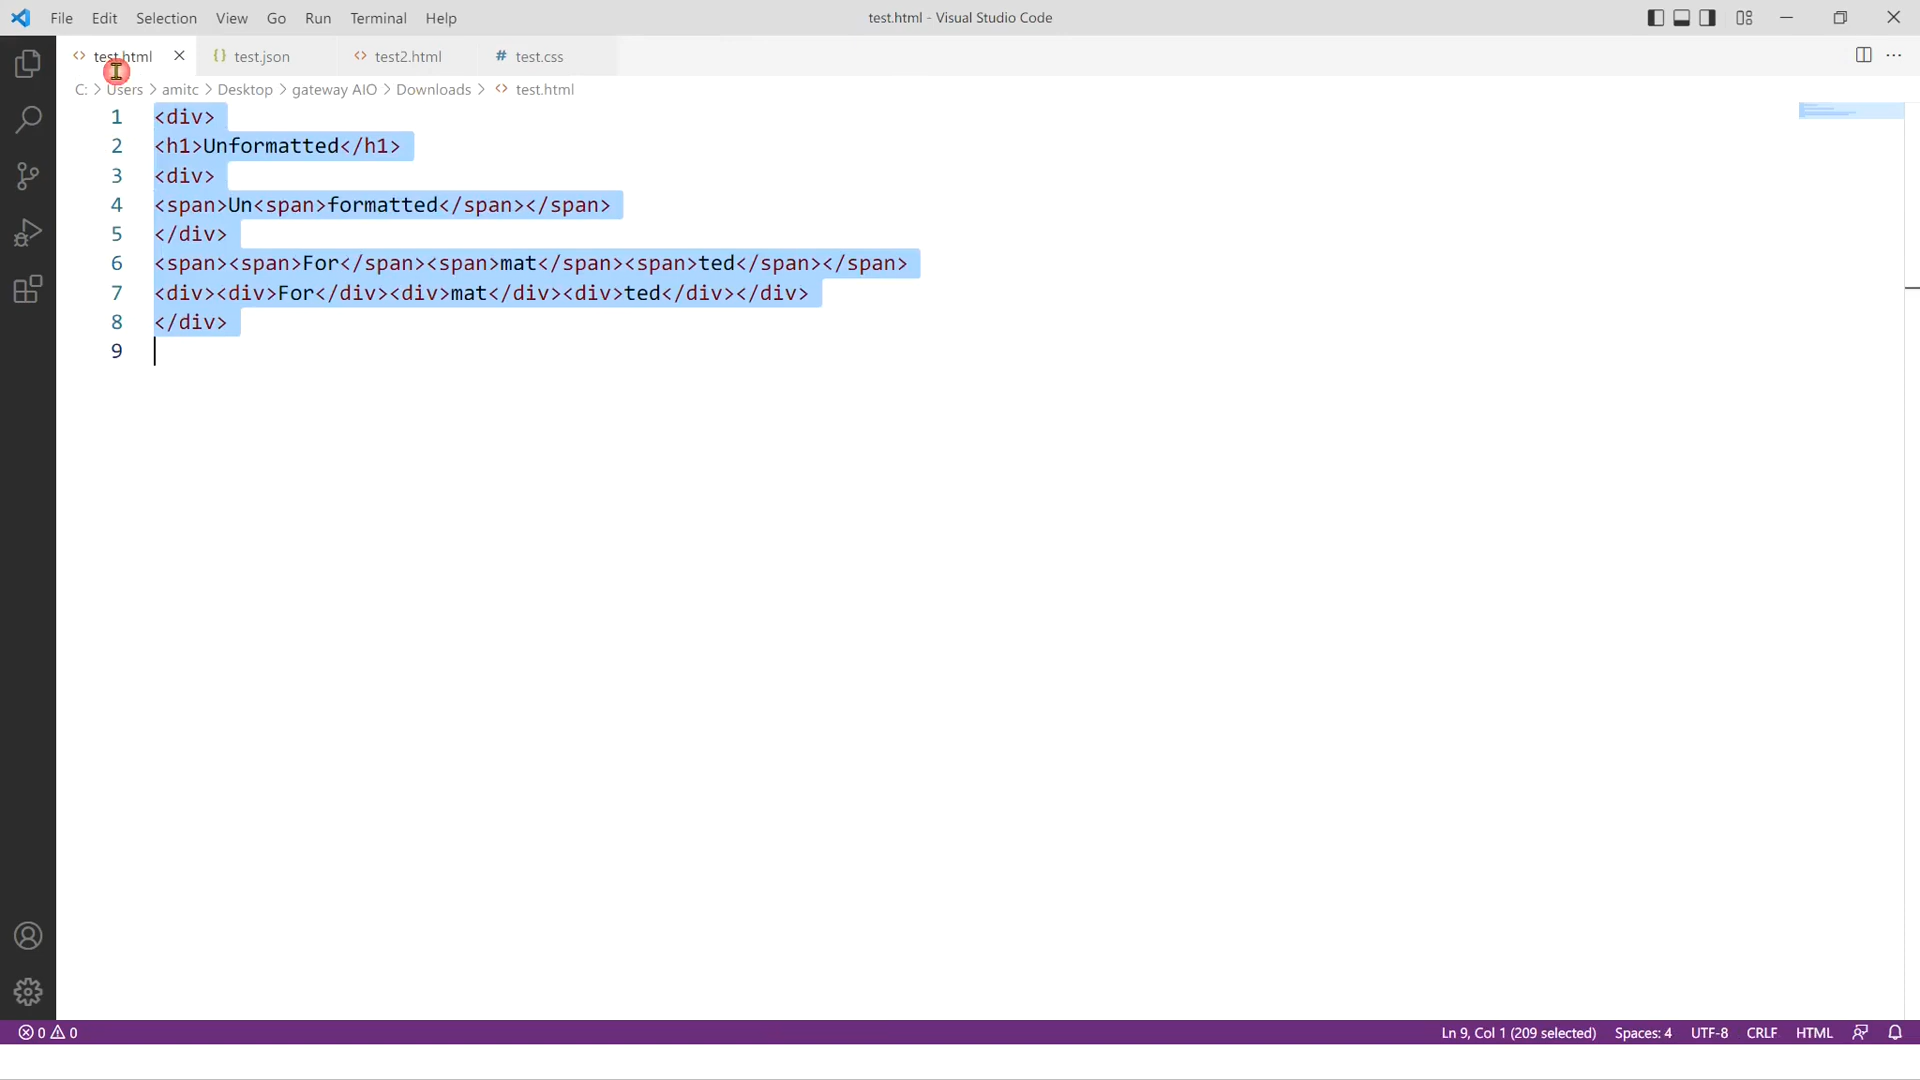 File Edit Selection View Go Run Terminal Help
test.html - Visual Studio Code
test.html test.json test2.html test.css
C: > Users > amitc > Desktop > gateway AIO > Downloads > test.html
1 <div>
2 <h1>Unformatted</h1>
3 <div>
4 <span>Un<span>formatted</span></span>
5 </div>
6 <span><span>For</span><span>mat</span><span>ted</span></span>
7 <div><div>For</div><div>mat</div><div>ted</div></div>
8 </div>
9
0 0 Ln 9, Col 1 (209 selected) Spaces: 4 UTF-8 CRLF HTML